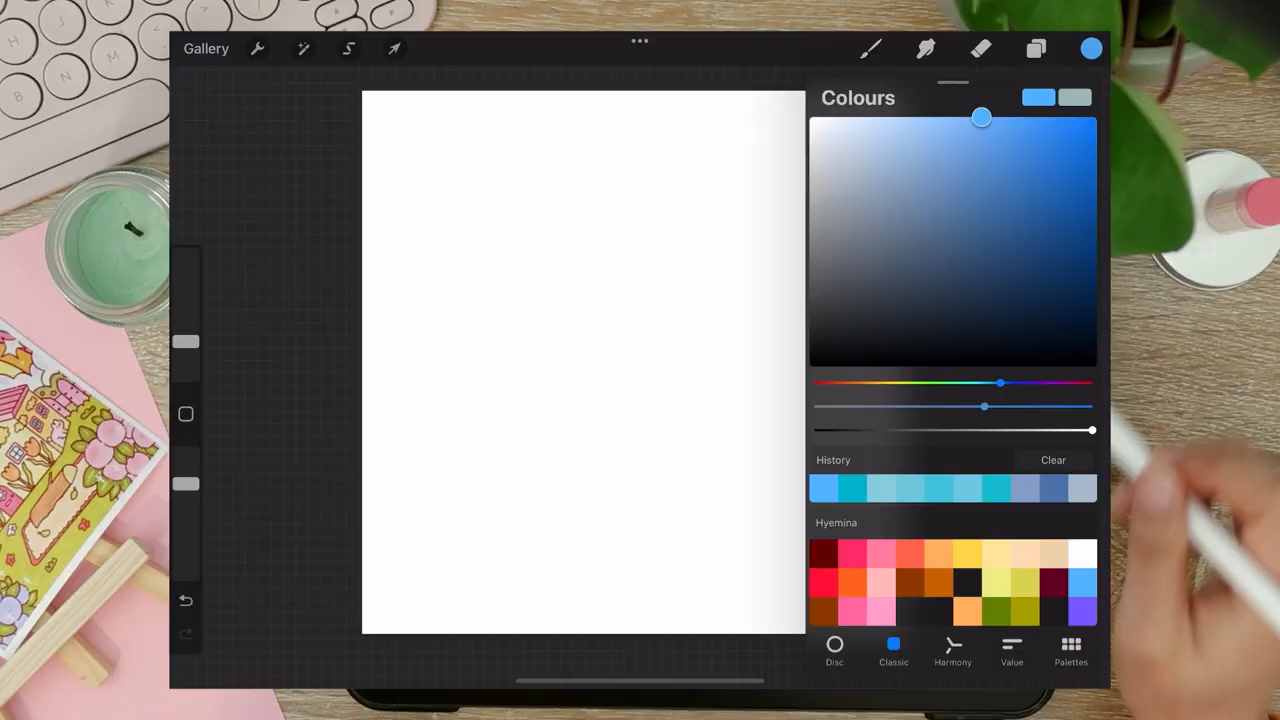 Gallery
Colours
History
Clear
Hyemina
Disc
Classic
Harmony
Value
Palettes
H
J
B
N
M